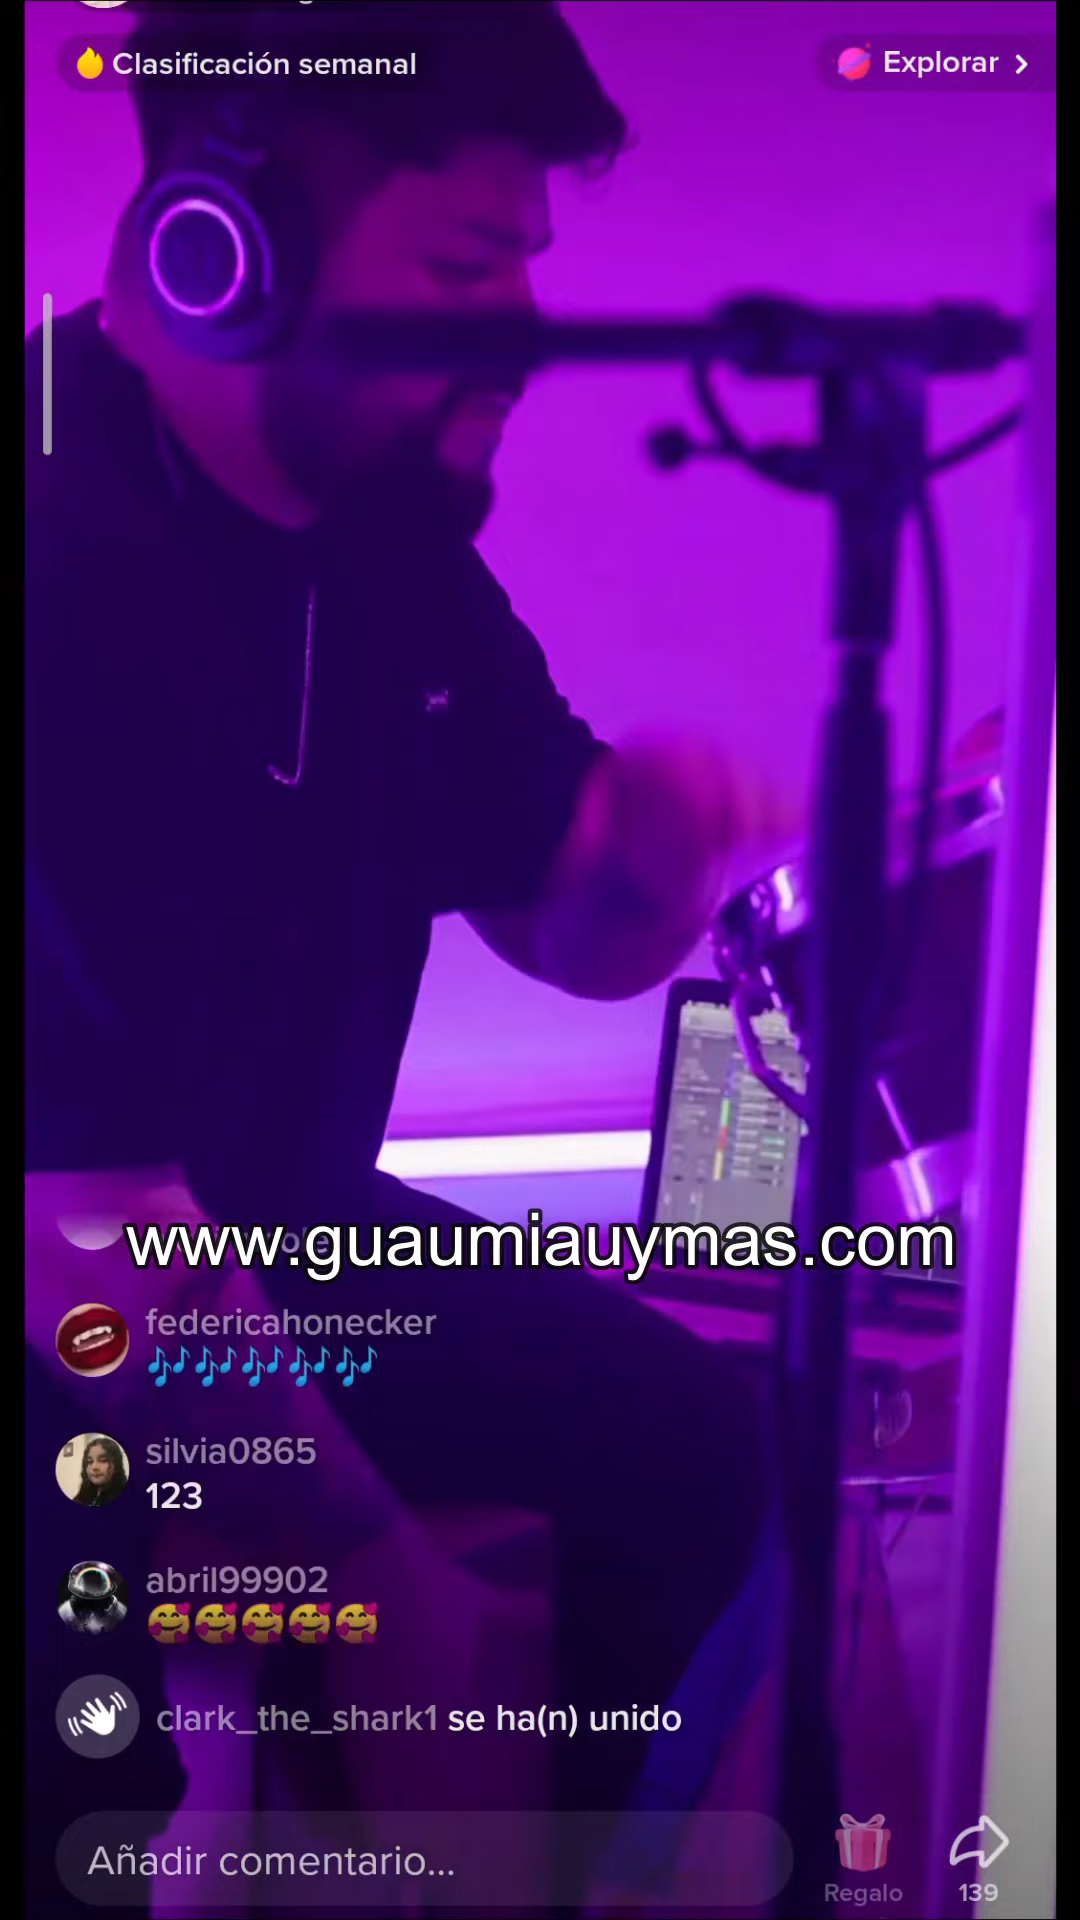 Clasificación semanal
Explorar
www.guaumiauymas.com
federicahonecker
🎶🎶🎶🎶🎶
silvia0865
123
abril99902
🥰🥰🥰🥰🥰
clark_the_shark1 se ha(n) unido
Añadir comentario...
Regalo
139